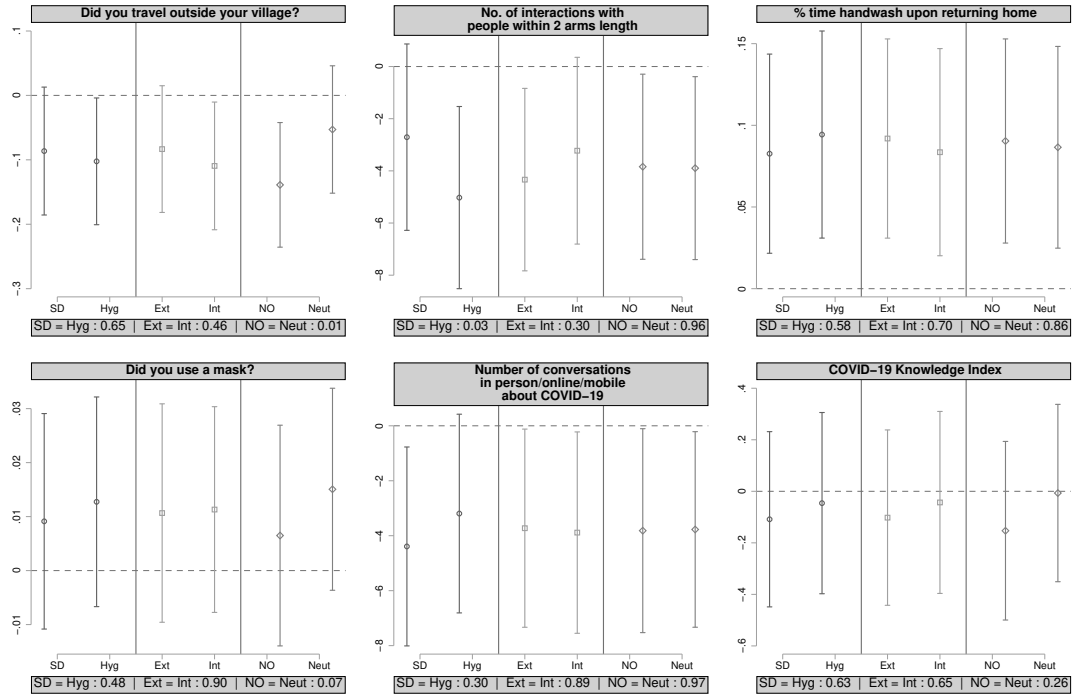 Did you travel outside your village?
.1
0
−.1
−.2
−.3
SD Hyg Ext Int NO Neut
SD = Hyg : 0.65 | Ext = Int : 0.46 | NO = Neut : 0.01
No. of interactions with
people within 2 arms length
0
−2
−4
−6
−8
SD Hyg Ext Int NO Neut
SD = Hyg : 0.03 | Ext = Int : 0.30 | NO = Neut : 0.96
% time handwash upon returning home
.15
.1
.05
0
SD Hyg Ext Int NO Neut
SD = Hyg : 0.58 | Ext = Int : 0.70 | NO = Neut : 0.86
Did you use a mask?
.03
.02
.01
0
−.01
SD Hyg Ext Int NO Neut
SD = Hyg : 0.48 | Ext = Int : 0.90 | NO = Neut : 0.07
Number of conversations
in person/online/mobile
about COVID−19
0
−2
−4
−6
−8
SD Hyg Ext Int NO Neut
SD = Hyg : 0.30 | Ext = Int : 0.89 | NO = Neut : 0.97
COVID−19 Knowledge Index
.4
.2
0
−.2
−.4
−.6
SD Hyg Ext Int NO Neut
SD = Hyg : 0.63 | Ext = Int : 0.65 | NO = Neut : 0.26